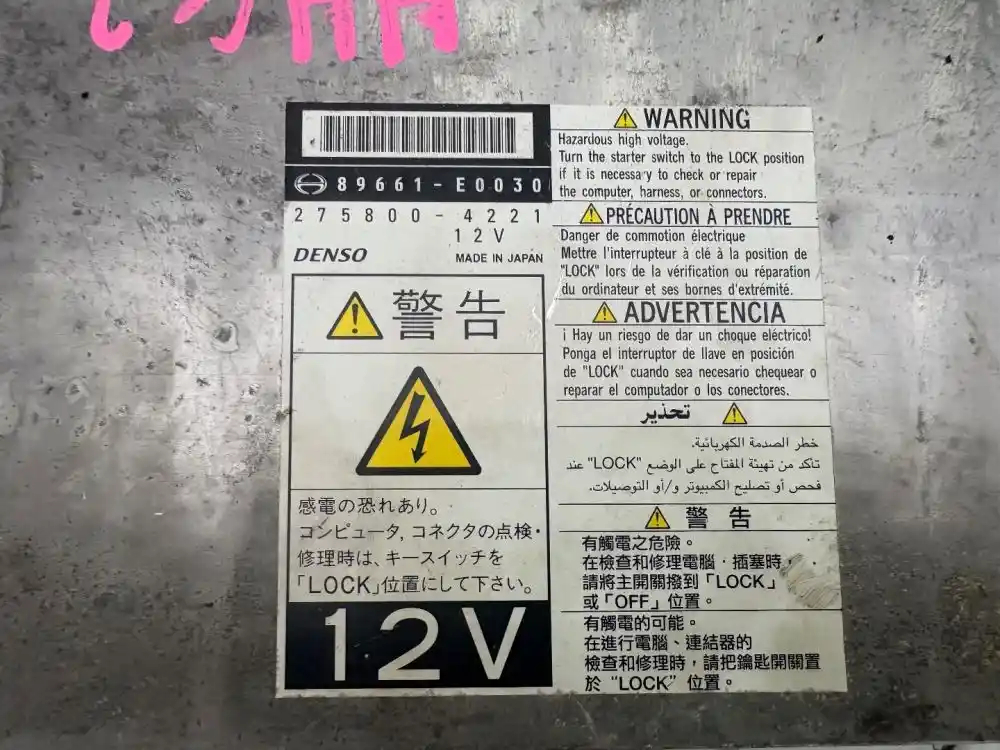 89661-E0030
275800-4221
12V
DENSO MADE IN JAPAN
警告
感電の恐れあり。
コンピュータ, コネクタの点検・
修理時は、キースイッチを
「LOCK」位置にして下さい。
12V
WARNING
Hazardous high voltage.
Turn the starter switch to the LOCK position
if it is necessary to check or repair
the computer, harness, or connectors.
PRÉCAUTION À PRENDRE
Danger de commotion électrique
Mettre l'interrupteur à clé à la position de
"LOCK" lors de la vérification ou réparation
du ordinateur et ses bornes d'extrémité.
ADVERTENCIA
¡ Hay un riesgo de dar un choque eléctrico!
Ponga el interruptor de llave en posición
de "LOCK" cuando sea necesario chequear o
reparar el computador o los conectores.
تحذير
خطر الصدمة الكهربائية.
تأكد من تهيئة المفتاح على الوضع "LOCK" عند
فحص أو تصليح الكمبيوتر و/أو التوصيلات.
警告
有觸電之危險。
在檢查和修理電腦・插塞時，
請將主開關撥到「LOCK」
或「OFF」位置。
有觸電的可能。
在進行電腦、連結器的
檢查和修理時，請把鑰匙開關置
於 "LOCK" 位置。